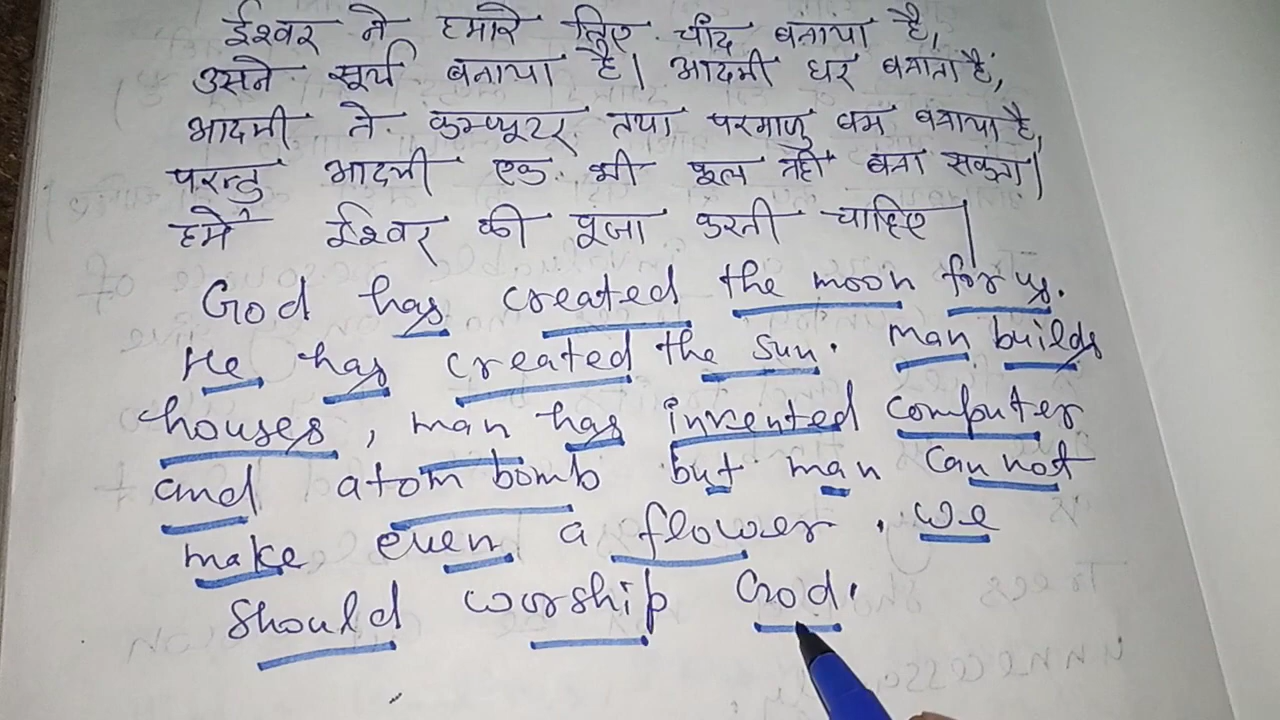 ईश्वर ने हमारे लिए चाँद बनाया है,
उसने सूर्य बनाया है। आदमी घर बनाता है,
आदमी ने कम्प्यूटर तथा परमाणु बम बनाया है,
परन्तु आदमी एक भी फूल नहीं बना सकता।
हमें ईश्वर की पूजा करनी चाहिए।
God has created the moon for us.
He has created the sun. man builds
houses, man has invented computer
and atom bomb but man can not
make even a flower. we
should worship God.